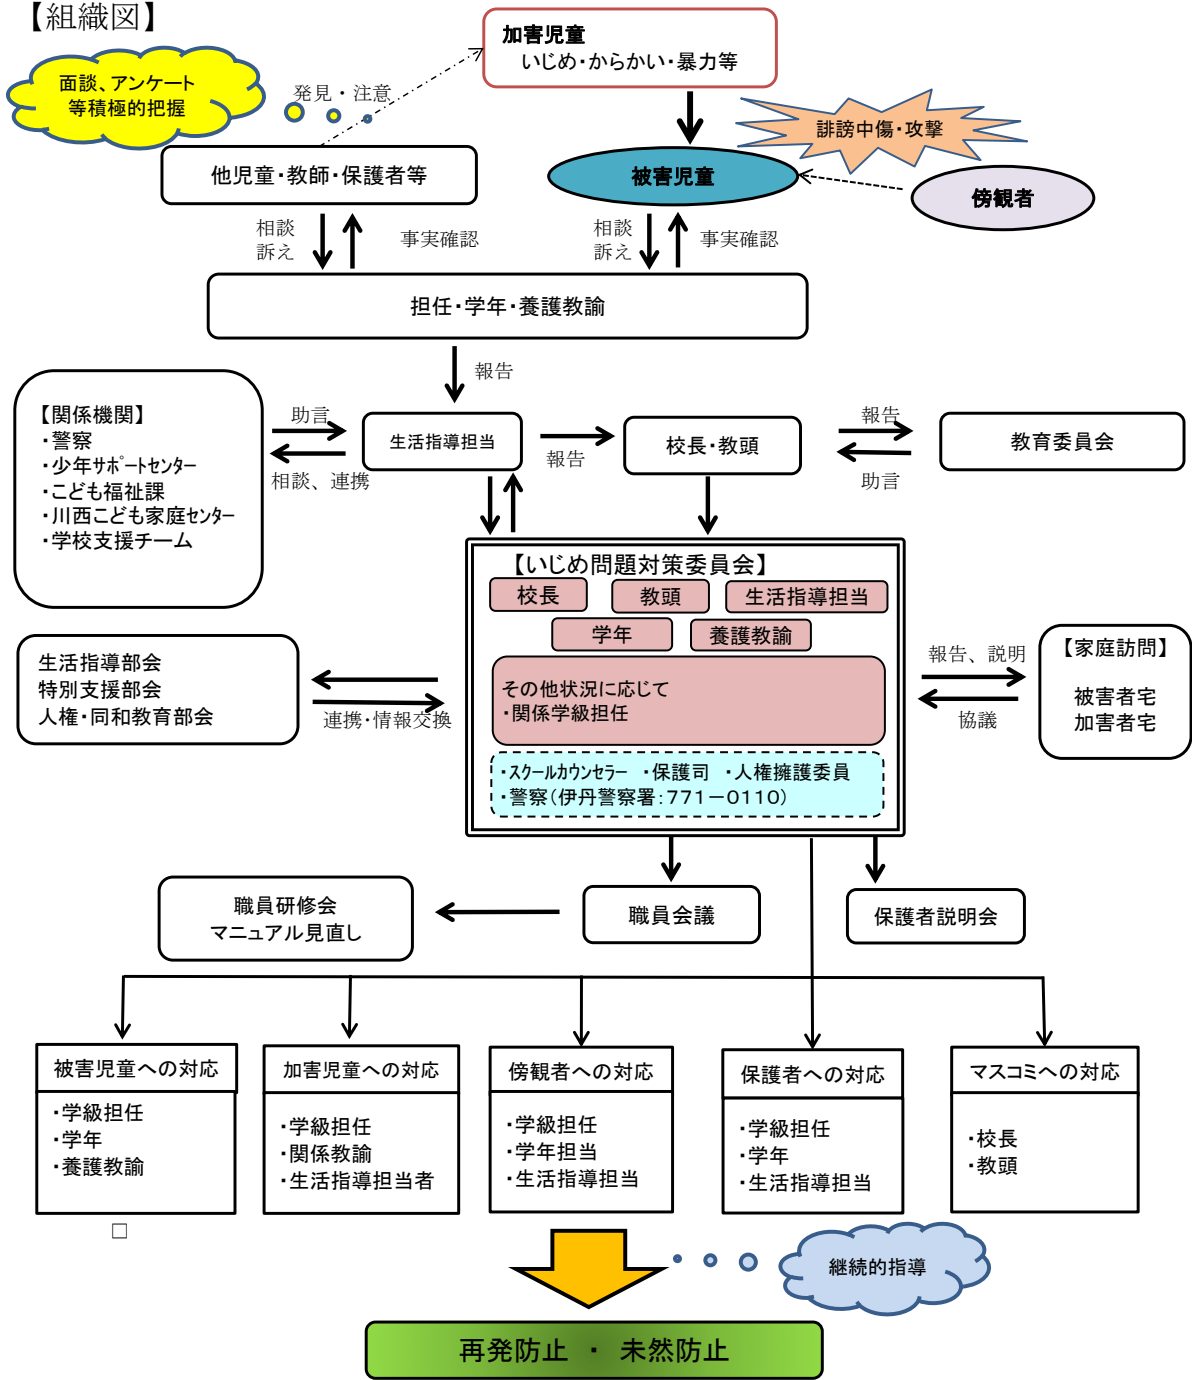 【組織図】
加害児童
いじめ・からかい・暴力等
面談、アンケート
等積極的把握
発見・注意
誹謗中傷・攻撃
他児童・教師・保護者等
被害児童
傍観者
相談
訴え
事実確認
相談
訴え
事実確認
担任・学年・養護教諭
報告
【関係機関】
・警察
・少年ｻﾎﾟｰﾄセンター
・こども福祉課
・川西こども家庭ｾﾝﾀｰ
・学校支援チーム
助言
相談、連携
生活指導担当
報告
校長・教頭
報告
助言
教育委員会
【いじめ問題対策委員会】
校長
教頭
生活指導担当
学年
養護教諭
その他状況に応じて
・関係学級担任
・ｽｸｰﾙｶｳﾝｾﾗｰ ・保護司 ・人権擁護委員
・警察（伊丹警察署：７７１－０１１０）
生活指導部会
特別支援部会
人権・同和教育部会
連携・情報交換
報告、説明
協議
【家庭訪問】
被害者宅
加害者宅
職員研修会
マニュアル見直し
職員会議
保護者説明会
被害児童への対応
・学級担任
・学年
・養護教諭
加害児童への対応
・学級担任
・関係教諭
・生活指導担当者
傍観者への対応
・学級担任
・学年担当
・生活指導担当
保護者への対応
・学級担任
・学年
・生活指導担当
マスコミへの対応
・校長
・教頭
□
継続的指導
再発防止 ・ 未然防止